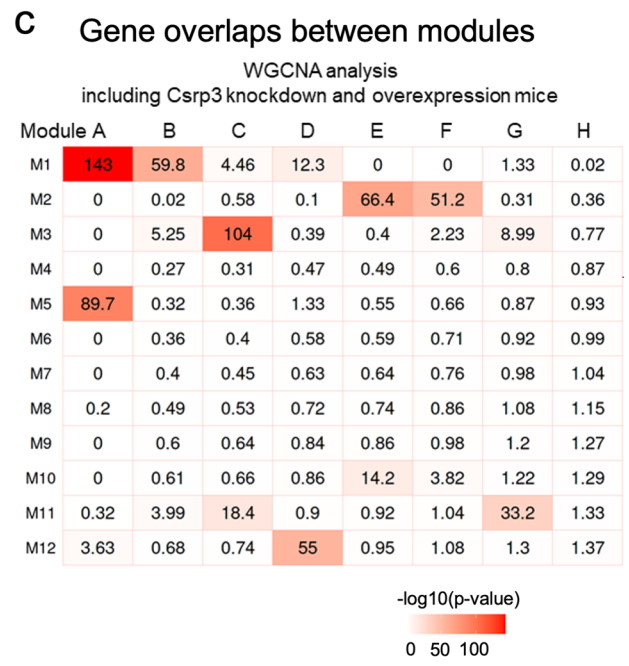 C Gene overlaps between modules
WGCNA analysis
including Csrp3 knockdown and overexpression mice
Module A B C D E F G H
M1 143 59.8 4.46 12.3 0 0 1.33 0.02
M2 0 0.02 0.58 0.1 66.4 51.2 0.31 0.36
M3 0 5.25 104 0.39 0.4 2.23 8.99 0.77
M4 0 0.27 0.31 0.47 0.49 0.6 0.8 0.87
M5 89.7 0.32 0.36 1.33 0.55 0.66 0.87 0.93
M6 0 0.36 0.4 0.58 0.59 0.71 0.92 0.99
M7 0 0.4 0.45 0.63 0.64 0.76 0.98 1.04
M8 0.2 0.49 0.53 0.72 0.74 0.86 1.08 1.15
M9 0 0.6 0.64 0.84 0.86 0.98 1.2 1.27
M10 0 0.61 0.66 0.86 14.2 3.82 1.22 1.29
M11 0.32 3.99 18.4 0.9 0.92 1.04 33.2 1.33
M12 3.63 0.68 0.74 55 0.95 1.08 1.3 1.37
-log10(p-value)
0 50 100